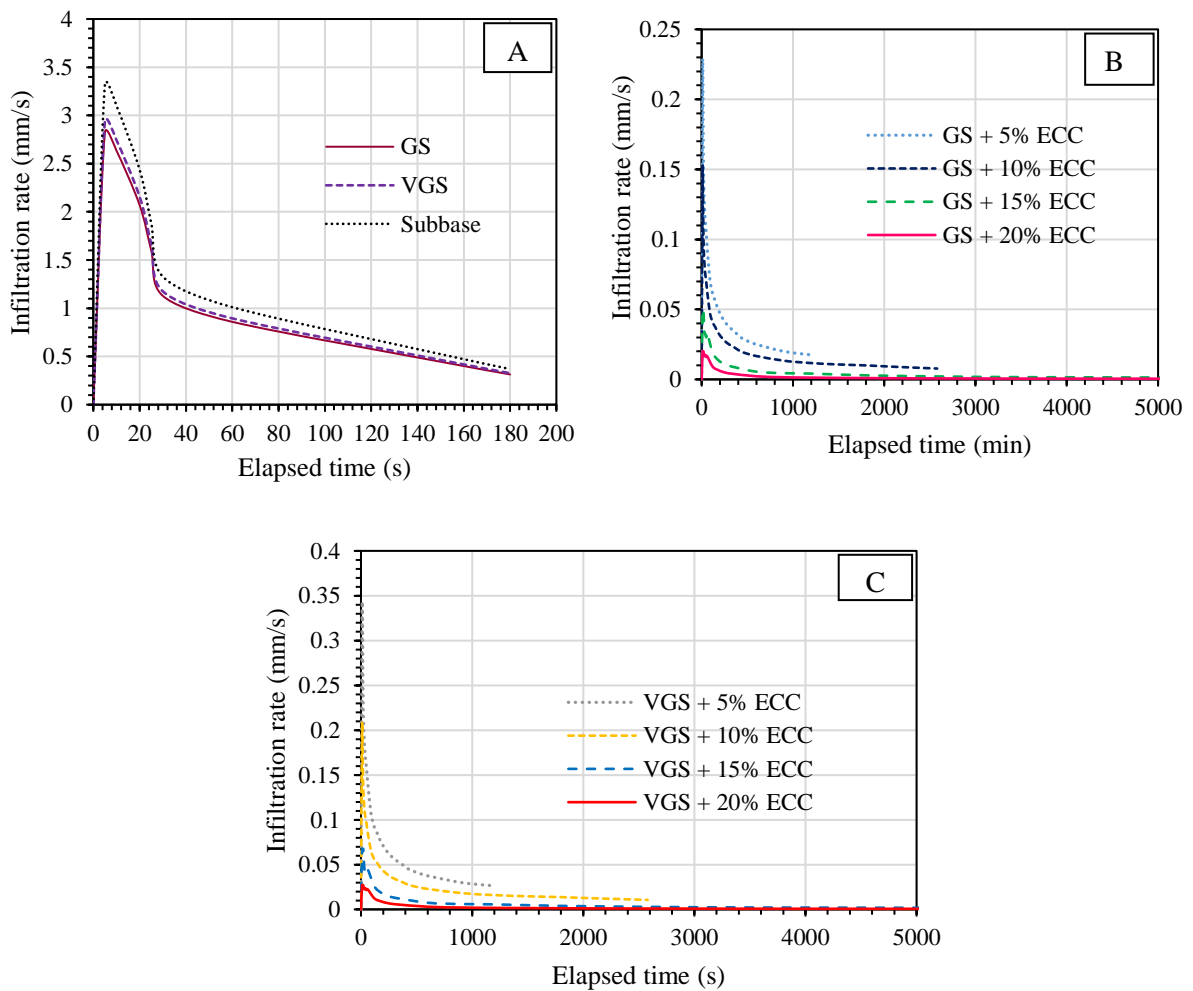 A
Infiltration rate (mm/s)
4
3.5
3
2.5
2
1.5
1
0.5
0
GS
VGS
Subbase
0 20 40 60 80 100 120 140 160 180 200
Elapsed time (s)
B
Infiltration rate (mm/s)
0.25
0.2
0.15
0.1
0.05
0
GS + 5% ECC
GS + 10% ECC
GS + 15% ECC
GS + 20% ECC
0 1000 2000 3000 4000 5000
Elapsed time (min)
C
Infiltration rate (mm/s)
0.4
0.35
0.3
0.25
0.2
0.15
0.1
0.05
0
VGS + 5% ECC
VGS + 10% ECC
VGS + 15% ECC
VGS + 20% ECC
0 1000 2000 3000 4000 5000
Elapsed time (s)